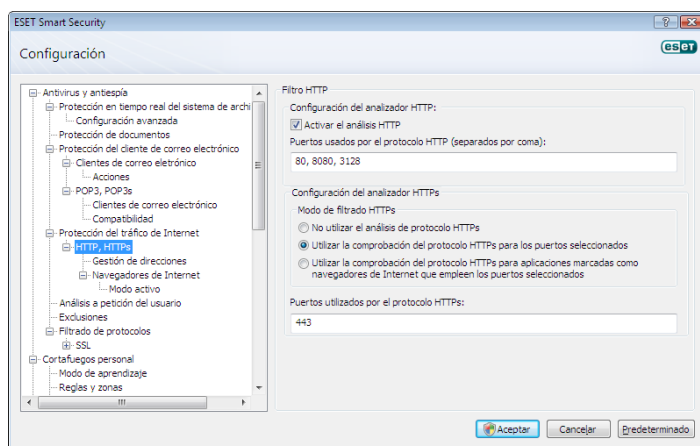 ESET Smart Security
Configuración
eset
Antivirus y antiespía
Protección en tiempo real del sistema de archi
Configuración avanzada
Protección de documentos
Protección del cliente de correo electrónico
Clientes de correo eletrónico
Acciones
POP3, POP3s
Clientes de correo electrónico
Compatibilidad
Protección del tráfico de Internet
HTTP, HTTPs
Gestión de direcciones
Navegadores de Internet
Modo activo
Análisis a petición del usuario
Exclusiones
Filtrado de protocolos
SSL
Cortafuegos personal
Modo de aprendizaje
Reglas y zonas
Filtro HTTP
Configuración del analizador HTTP:
Activar el análisis HTTP
Puertos usados por el protocolo HTTP (separados por coma):
80, 8080, 3128
Configuración del analizador HTTPs
Modo de filtrado HTTPs
No utilizar el análisis de protocolo HTTPs
Utilizar la comprobación del protocolo HTTPs para los puertos seleccionados
Utilizar la comprobación del protocolo HTTPs para aplicaciones marcadas como
navegadores de Internet que empleen los puertos seleccionados
Puertos utilizados por el protocolo HTTPs:
443
Aceptar
Cancelar
Predeterminado